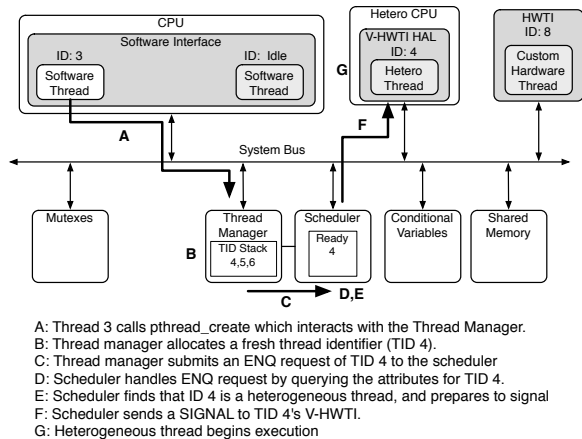 CPU
Software Interface
ID: 3
Software
Thread
ID: Idle
Software
Thread
Hetero CPU
V-HWTI HAL
ID: 4
Hetero
Thread
G
HWTI
ID: 8
Custom
Hardware
Thread
A
F
System Bus
Mutexes
Thread
Manager
TID Stack
4,5,6
B
Scheduler
Ready
4
Conditional
Variables
Shared
Memory
C
D,E
A: Thread 3 calls pthread_create which interacts with the Thread Manager.
B: Thread manager allocates a fresh thread identifier (TID 4).
C: Thread manager submits an ENQ request of TID 4 to the scheduler
D: Scheduler handles ENQ request by querying the attributes for TID 4.
E: Scheduler finds that ID 4 is a heterogeneous thread, and prepares to signal
F: Scheduler sends a SIGNAL to TID 4's V-HWTI.
G: Heterogeneous thread begins execution